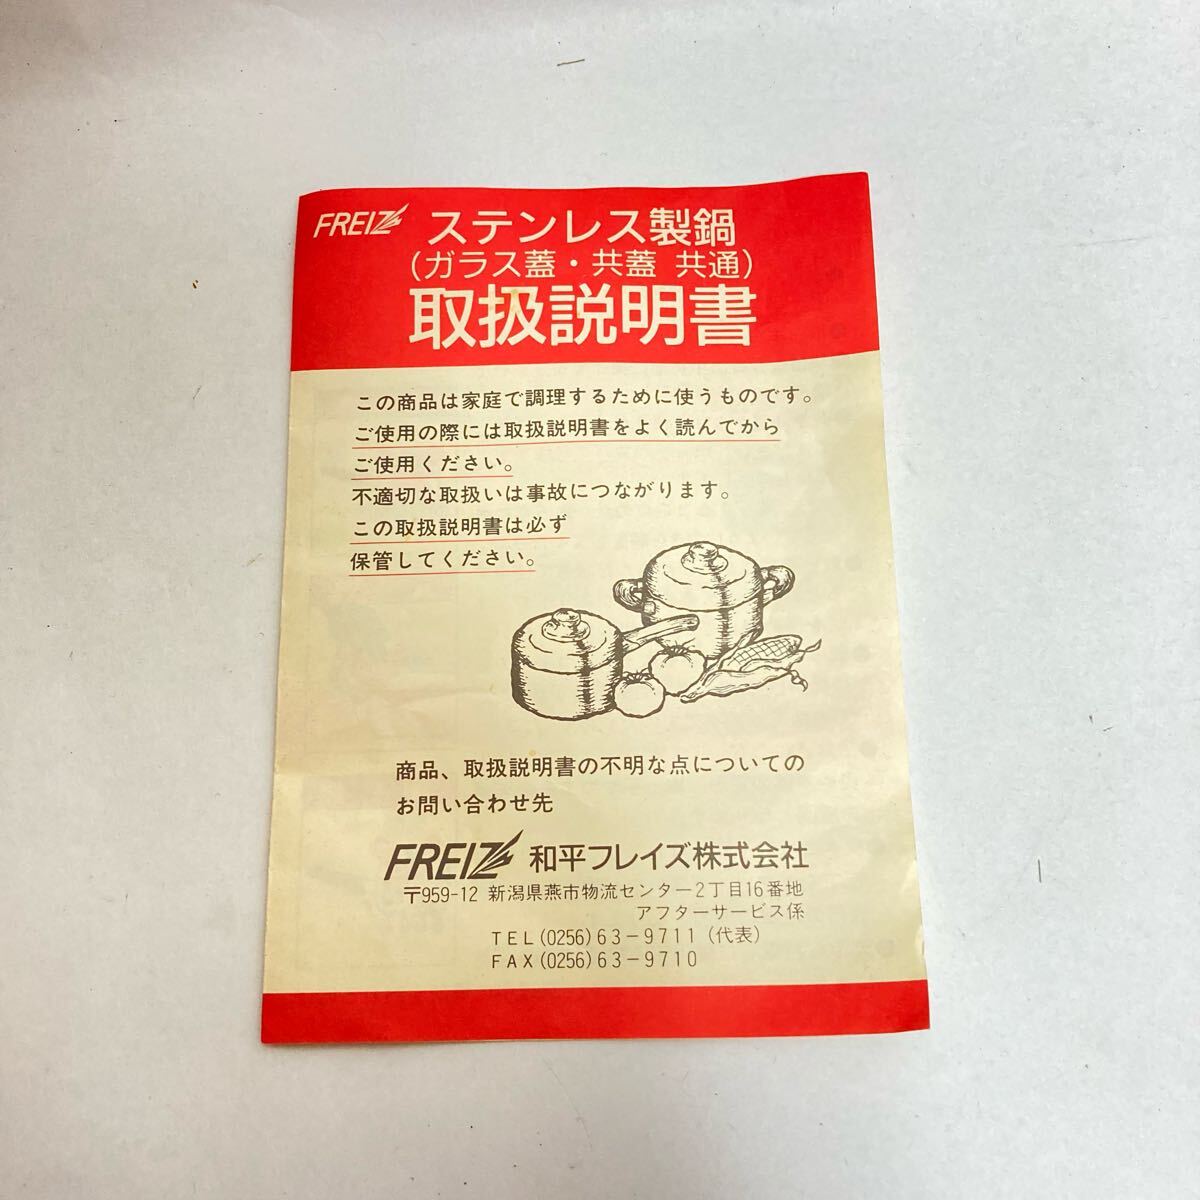 FREIZ ステンレス製鍋
(ガラス蓋・共蓋 共通)
取扱説明書
この商品は家庭で調理するために使うものです。
ご使用の際には取扱説明書をよく読んでから
ご使用ください。
不適切な取扱いは事故につながります。
この取扱説明書は必ず
保管してください。
商品、取扱説明書の不明な点についての
お問い合わせ先
FREIZ 和平フレイズ株式会社
〒959-12 新潟県燕市物流センター2丁目16番地
アフターサービス係
TEL(0256)63-9711 (代表)
FAX(0256)63-9710